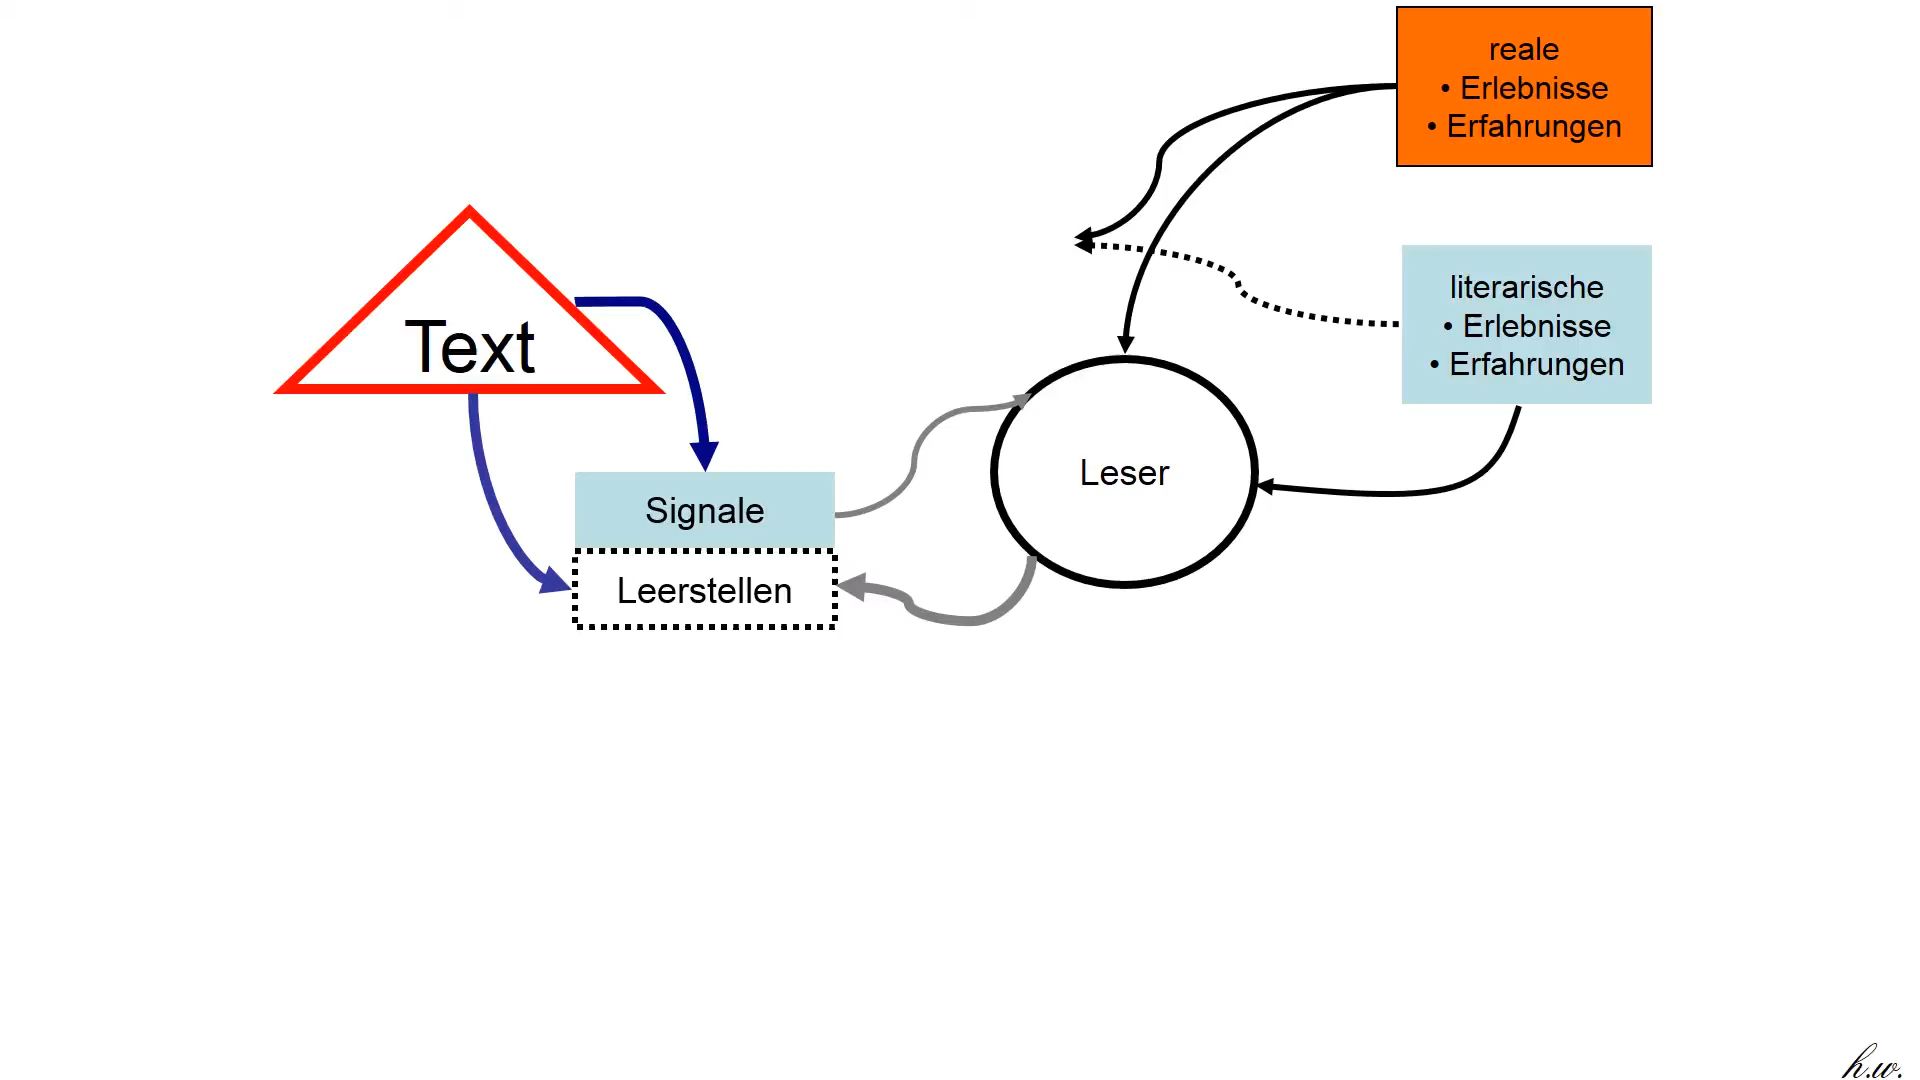 reale
• Erlebnisse
• Erfahrungen
literarische
• Erlebnisse
• Erfahrungen
Text
Leser
Signale
Leerstellen
h.w.